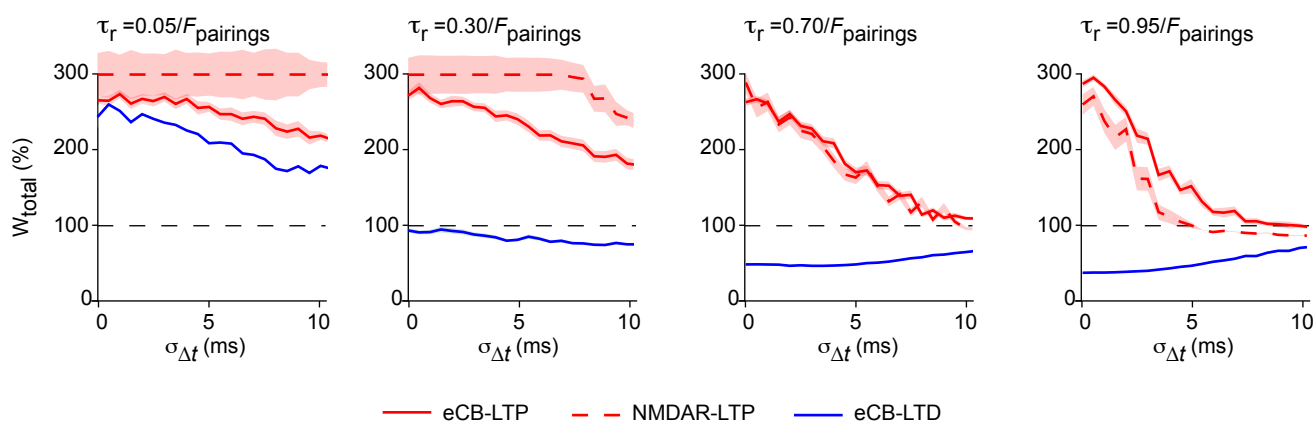 τr =0.05/Fpairings
τr =0.30/Fpairings
τr =0.70/Fpairings
τr =0.95/Fpairings
Wtotal (%)
300
200
100
0
0
5
10
σΔt (ms)
300
200
100
0
0
5
10
σΔt (ms)
300
200
100
0
0
5
10
σΔt (ms)
300
200
100
0
0
5
10
σΔt (ms)
eCB-LTP
NMDAR-LTP
eCB-LTD